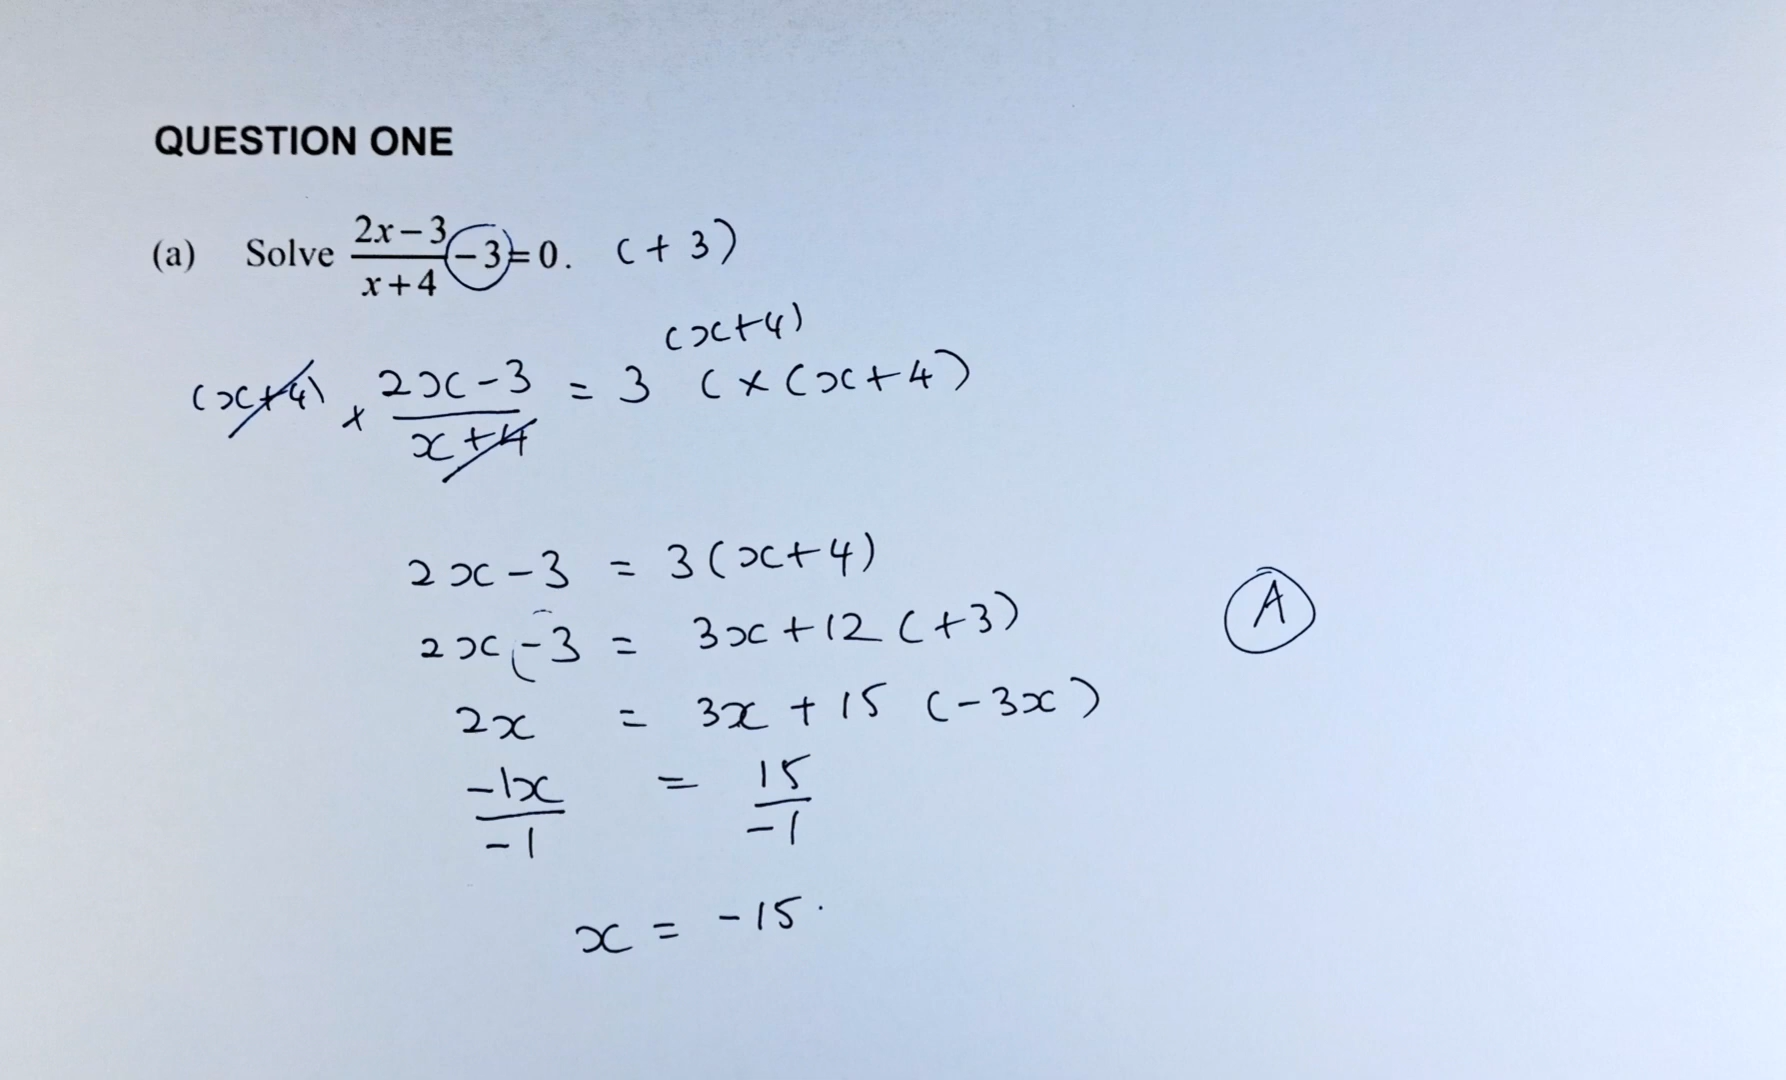 QUESTION ONE
(a) Solve (2x−3)/(x+4) −3=0. (+3)
(x+4)
(x+4) × (2x-3)/(x+4) = 3 (×(x+4)
2x-3 = 3(x+4)
2x-3 = 3x+12 (+3)
A
2x = 3x + 15 (-3x)
-1x/-1 = 15/-1
x = -15.